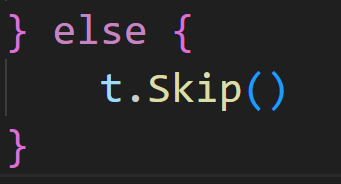 } else {
    t.Skip()
}